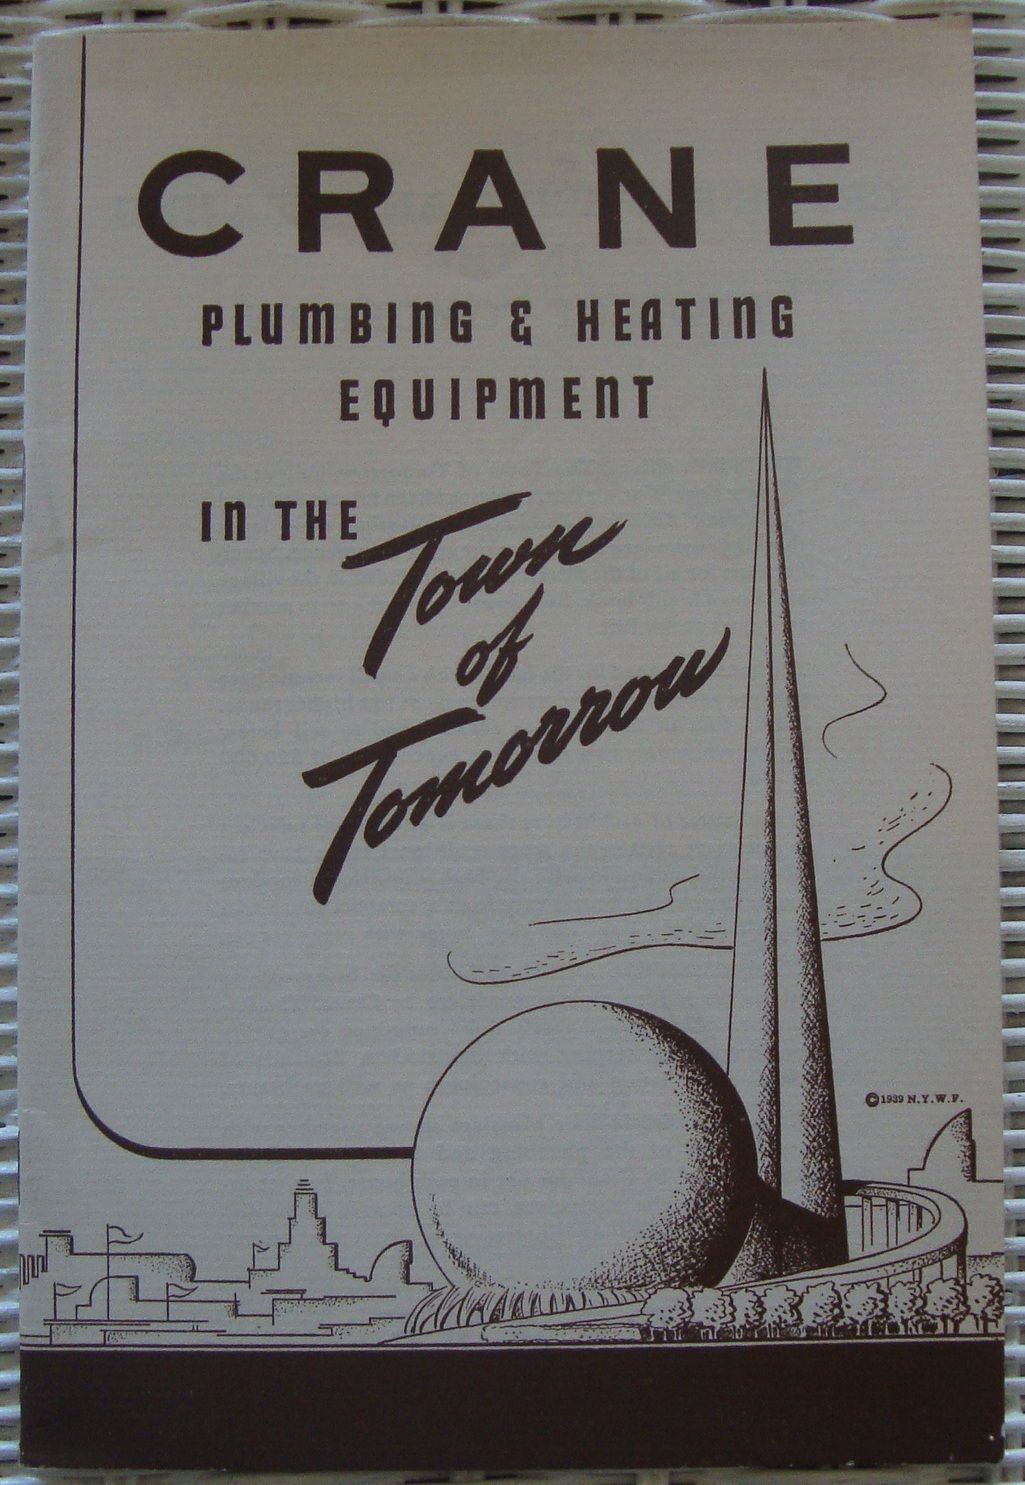 CRANE
PLUMBING & HEATING
EQUIPMENT
IN THE Town
of
Tomorrow
©1939 N.Y.W.F.